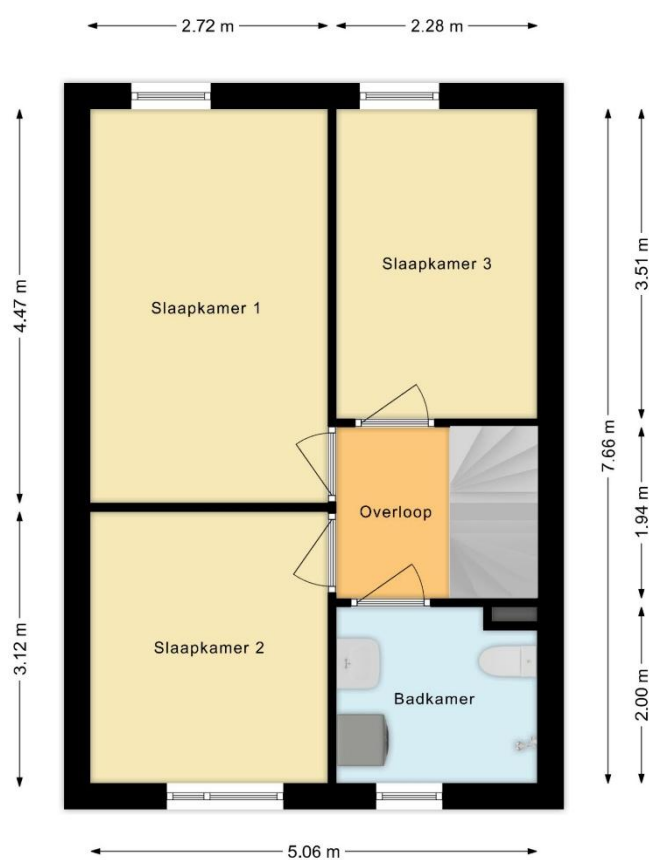 2.72 m
2.28 m
4.47 m
3.12 m
Slaapkamer 1
Slaapkamer 3
Overloop
Slaapkamer 2
Badkamer
7.66 m
3.51 m
1.94 m
2.00 m
5.06 m